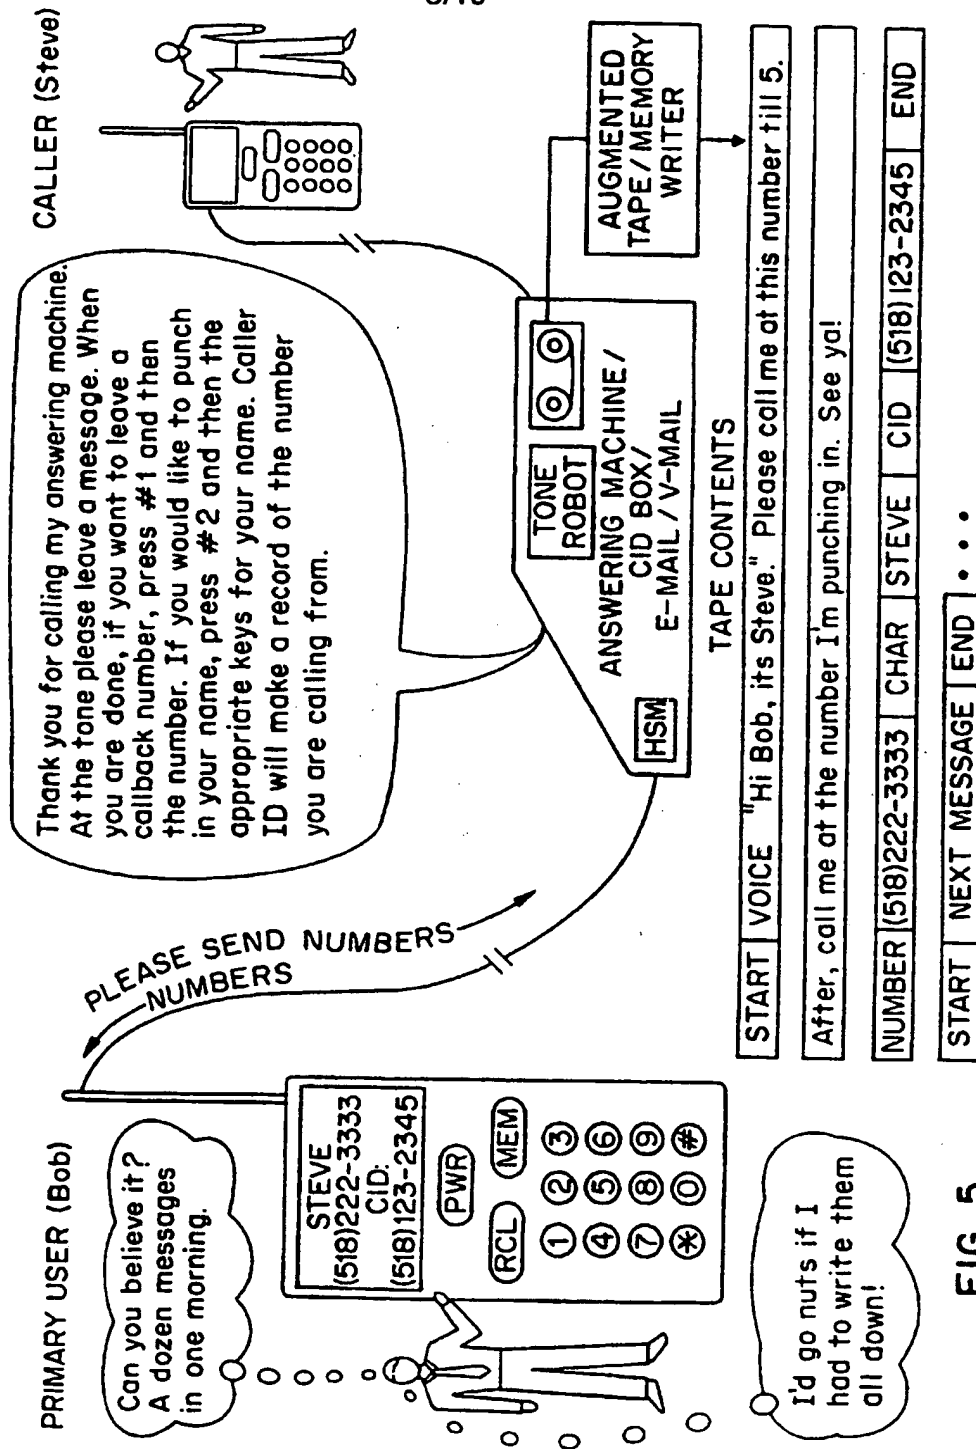 PRIMARY USER (Bob)
Can you believe it?
A dozen messages
in one morning.
STEVE
(518)222-3333
CID:
(518)123-2345
PWR
RCL MEM
1 2 3
4 5 6
7 8 9
* 0 #
I'd go nuts if I
had to write them
all down!
PLEASE SEND NUMBERS
NUMBERS
CALLER (Steve)
Thank you for calling my answering machine.
At the tone please leave a message. When
you are done, if you want to leave a
callback number, press #1 and then
the number. If you would like to punch
in your name, press #2 and then the
appropriate keys for your name. Caller
ID will make a record of the number
you are calling from.
HSM
TONE
ROBOT
ANSWERING MACHINE/
CID BOX/
E-MAIL/V-MAIL
AUGMENTED
TAPE/MEMORY
WRITER
TAPE CONTENTS
START VOICE "Hi Bob, its Steve." Please call me at this number till 5.
After, call me at the number I'm punching in. See ya!
NUMBER (518)222-3333 CHAR STEVE CID (518)123-2345 END
START NEXT MESSAGE END . . .
FIG. 5